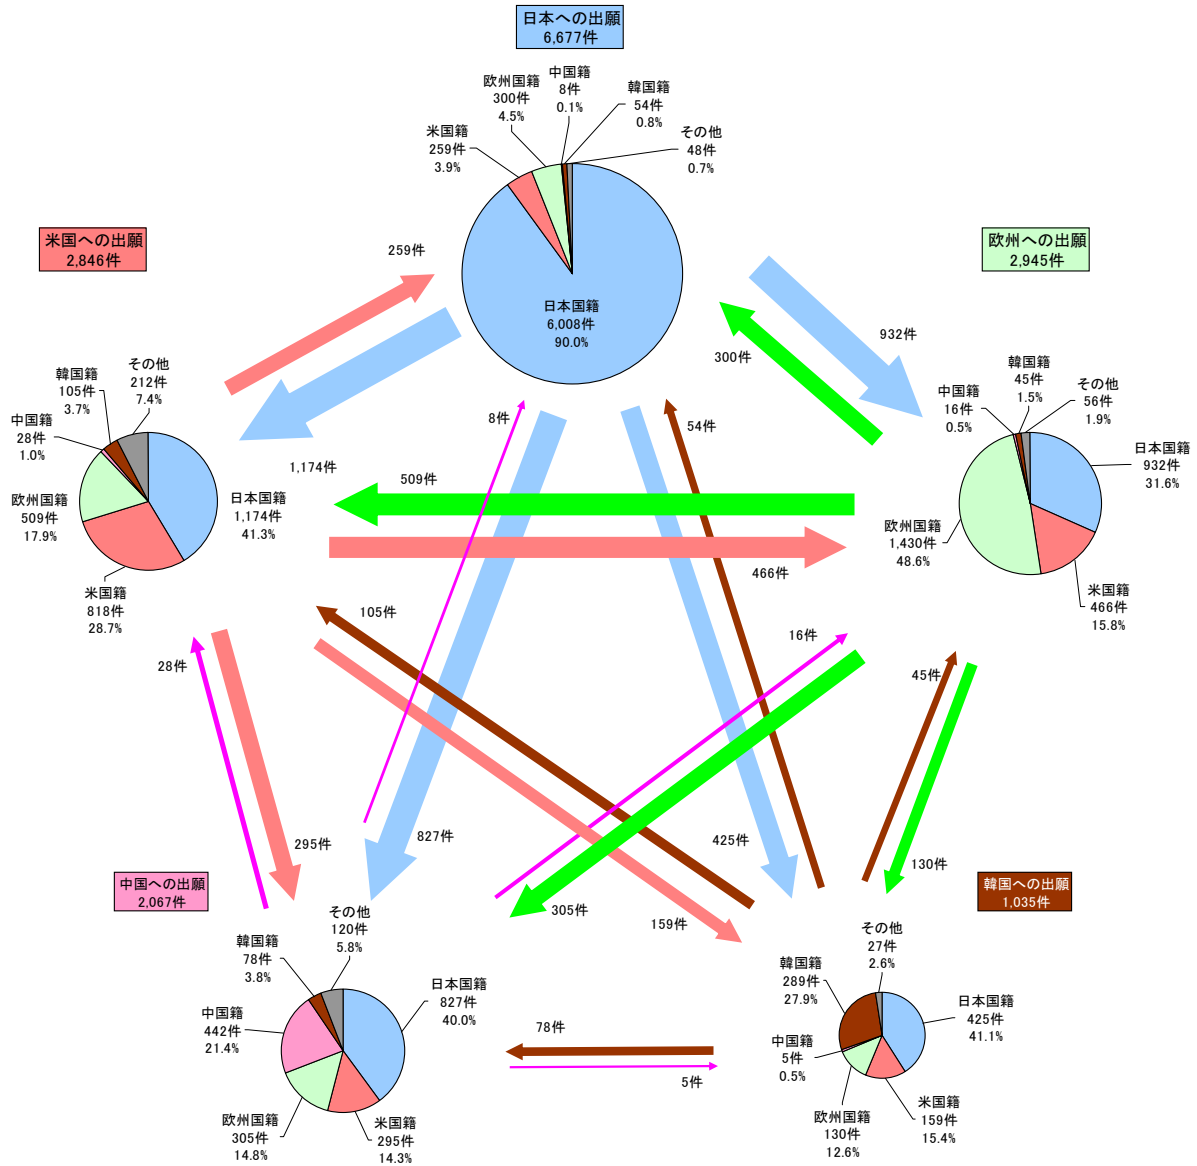 日本への出願
6,677件
中国籍
8件
0.1%
欧州国籍
300件
4.5%
韓国籍
54件
0.8%
米国籍
259件
3.9%
その他
48件
0.7%
日本国籍
6,008件
90.0%
米国への出願
2,846件
欧州への出願
2,945件
259件
932件
300件
その他
212件
7.4%
韓国籍
105件
3.7%
中国籍
28件
1.0%
欧州国籍
509件
17.9%
日本国籍
1,174件
41.3%
米国籍
818件
28.7%
韓国籍
45件
1.5%
その他
56件
1.9%
中国籍
16件
0.5%
日本国籍
932件
31.6%
欧州国籍
1,430件
48.6%
米国籍
466件
15.8%
8件
54件
1,174件
509件
466件
105件
16件
28件
45件
295件
827件
425件
130件
305件
159件
中国への出願
2,067件
韓国への出願
1,035件
その他
120件
5.8%
韓国籍
78件
3.8%
中国籍
442件
21.4%
日本国籍
827件
40.0%
欧州国籍
305件
14.8%
米国籍
295件
14.3%
78件
5件
その他
27件
2.6%
韓国籍
289件
27.9%
日本国籍
425件
41.1%
中国籍
5件
0.5%
欧州国籍
130件
12.6%
米国籍
159件
15.4%